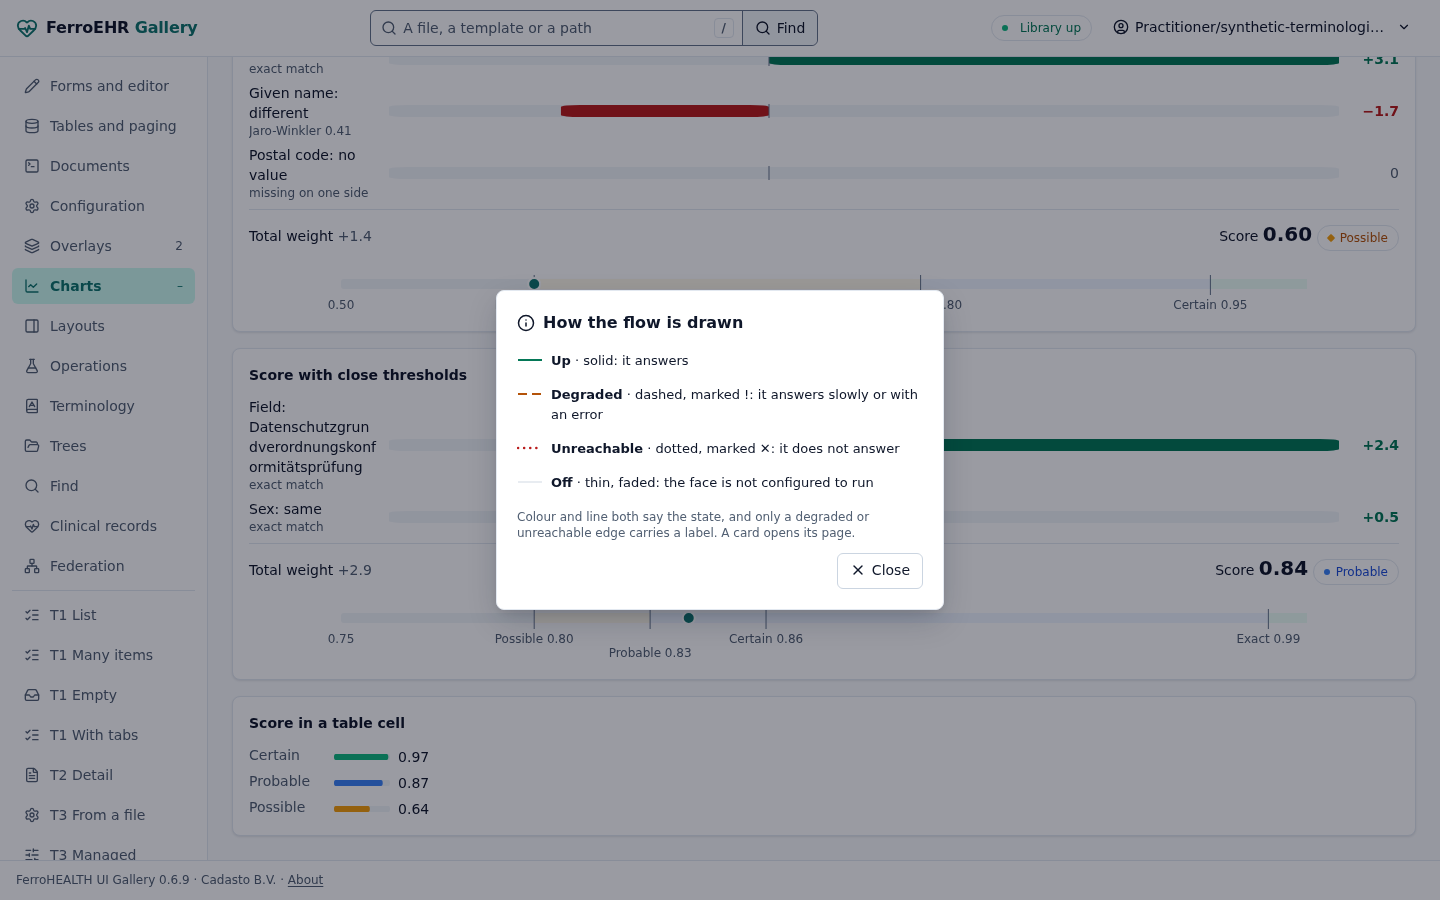 FerroEHR Gallery
A file, a template or a path
/
Find
Library up
Practitioner/synthetic-terminologi...
Forms and editor
Tables and paging
Documents
Configuration
Overlays 2
Charts –
Layouts
Operations
Terminology
Trees
Find
Clinical records
Federation
T1 List
T1 Many items
T1 Empty
T1 With tabs
T2 Detail
T3 From a file
T3 Managed
exact match
+3.1
Given name:
different
Jaro-Winkler 0.41
−1.7
Postal code: no
value
missing on one side
0
Total weight +1.4
Score 0.60 Possible
0.50
.80
Certain 0.95
How the flow is drawn
Up · solid: it answers
Degraded · dashed, marked !: it answers slowly or with
an error
Unreachable · dotted, marked ✕: it does not answer
Off · thin, faded: the face is not configured to run
Colour and line both say the state, and only a degraded or
unreachable edge carries a label. A card opens its page.
Close
Score with close thresholds
Field:
Datenschutzgrun
dverordnungskonf
ormitätsprüfung
exact match
+2.4
Sex: same
exact match
+0.5
Total weight +2.9
Score 0.84 Probable
0.75
Possible 0.80
Certain 0.86
Exact 0.99
Probable 0.83
Score in a table cell
Certain 0.97
Probable 0.87
Possible 0.64
FerroHEALTH UI Gallery 0.6.9 · Cadasto B.V. · About